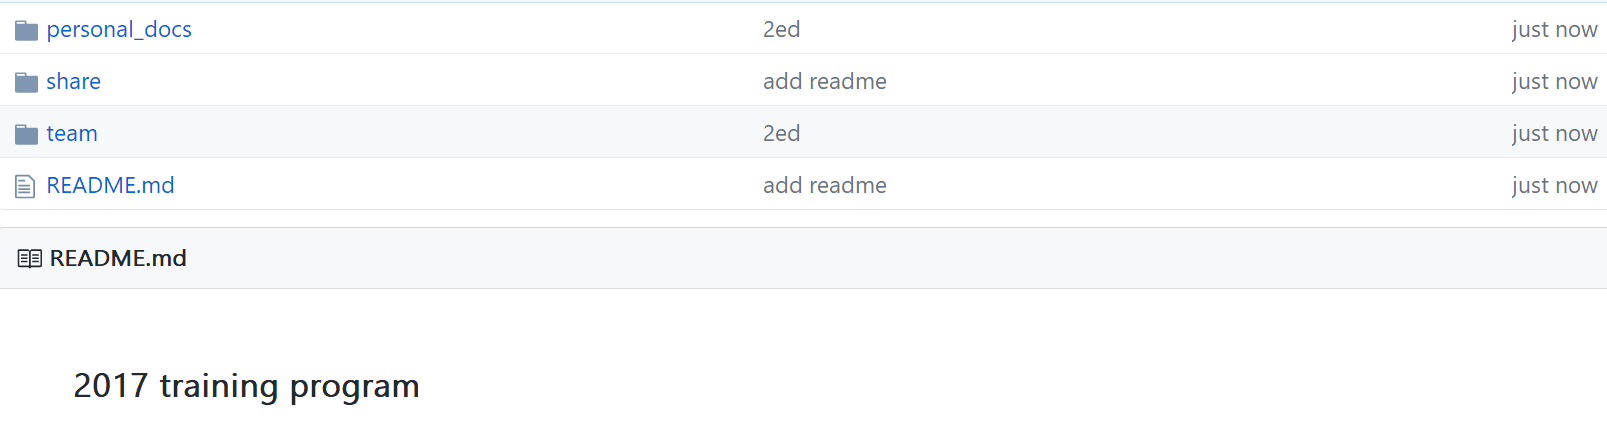 personal_docs 2ed just now
share add readme just now
team 2ed just now
README.md add readme just now
README.md
2017 training program